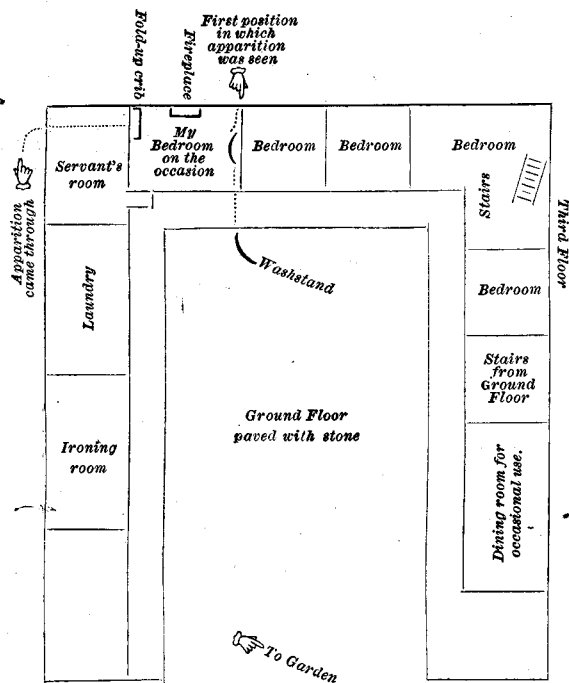 First position
in which
apparition
was seen
Fold-up crib
Fireplace
My
Bedroom
on the
occasion
Bedroom
Bedroom
Bedroom
Servant's
room
Stairs
Third Floor
Apparition
came through
Washstand
Laundry
Bedroom
Stairs
from
Ground
Floor
Ground Floor
paved with stone
Ironing
room
Dining room for
occasional use.
To Garden